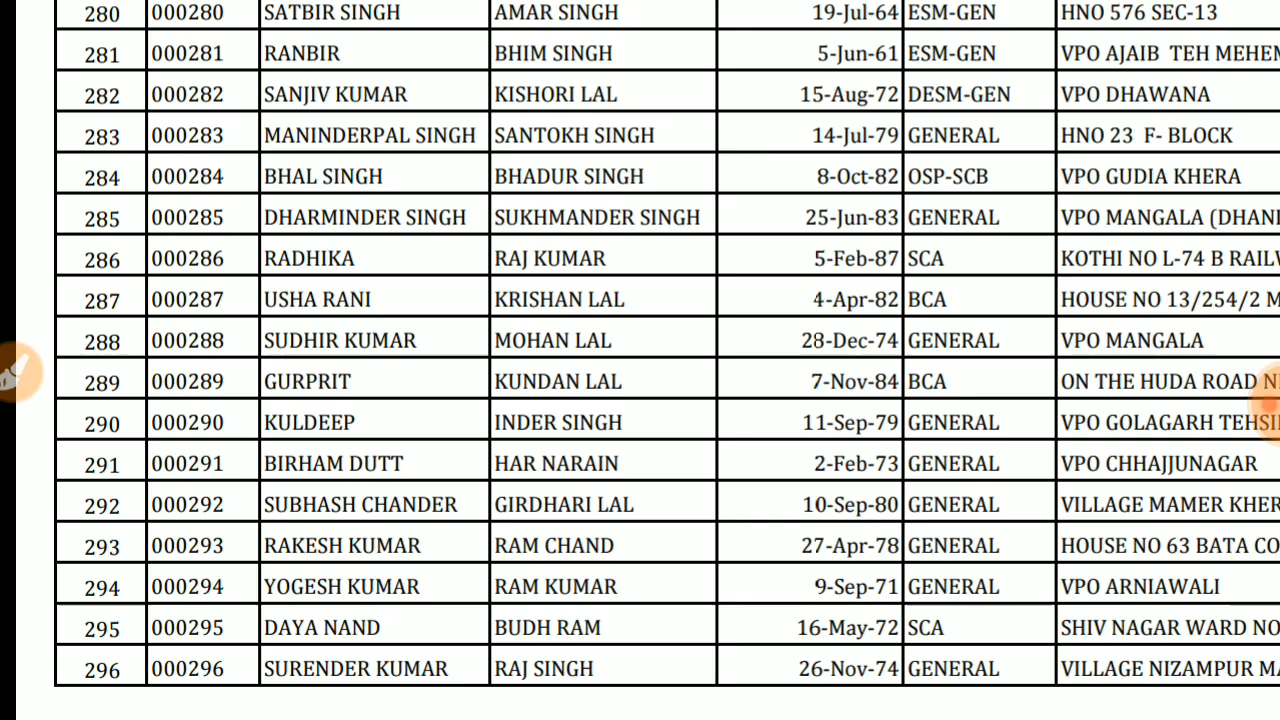 280 000280 SATBIR SINGH AMAR SINGH 19-Jul-64 ESM-GEN HNO 576 SEC-13
281 000281 RANBIR BHIM SINGH 5-Jun-61 ESM-GEN VPO AJAIB TEH MEHEM
282 000282 SANJIV KUMAR KISHORI LAL 15-Aug-72 DESM-GEN VPO DHAWANA
283 000283 MANINDERPAL SINGH SANTOKH SINGH 14-Jul-79 GENERAL HNO 23 F- BLOCK
284 000284 BHAL SINGH BHADUR SINGH 8-Oct-82 OSP-SCB VPO GUDIA KHERA
285 000285 DHARMINDER SINGH SUKHMANDER SINGH 25-Jun-83 GENERAL VPO MANGALA
286 000286 RADHIKA RAJ KUMAR 5-Feb-87 SCA KOTHI NO L-74 B
287 000287 USHA RANI KRISHAN LAL 4-Apr-82 BCA HOUSE NO 13/254/2
288 000288 SUDHIR KUMAR MOHAN LAL 28-Dec-74 GENERAL VPO MANGALA
289 000289 GURPRIT KUNDAN LAL 7-Nov-84 BCA ON THE HUDA ROAD
290 000290 KULDEEP INDER SINGH 11-Sep-79 GENERAL VPO GOLAGARH
291 000291 BIRHAM DUTT HAR NARAIN 2-Feb-73 GENERAL VPO CHHAJJUNAGAR
292 000292 SUBHASH CHANDER GIRDHARI LAL 10-Sep-80 GENERAL VILLAGE MAMER
293 000293 RAKESH KUMAR RAM CHAND 27-Apr-78 GENERAL HOUSE NO 63 BATA
294 000294 YOGESH KUMAR RAM KUMAR 9-Sep-71 GENERAL VPO ARNIAWALI
295 000295 DAYA NAND BUDH RAM 16-May-72 SCA SHIV NAGAR WARD NO
296 000296 SURENDER KUMAR RAJ SINGH 26-Nov-74 GENERAL VILLAGE NIZAMPUR